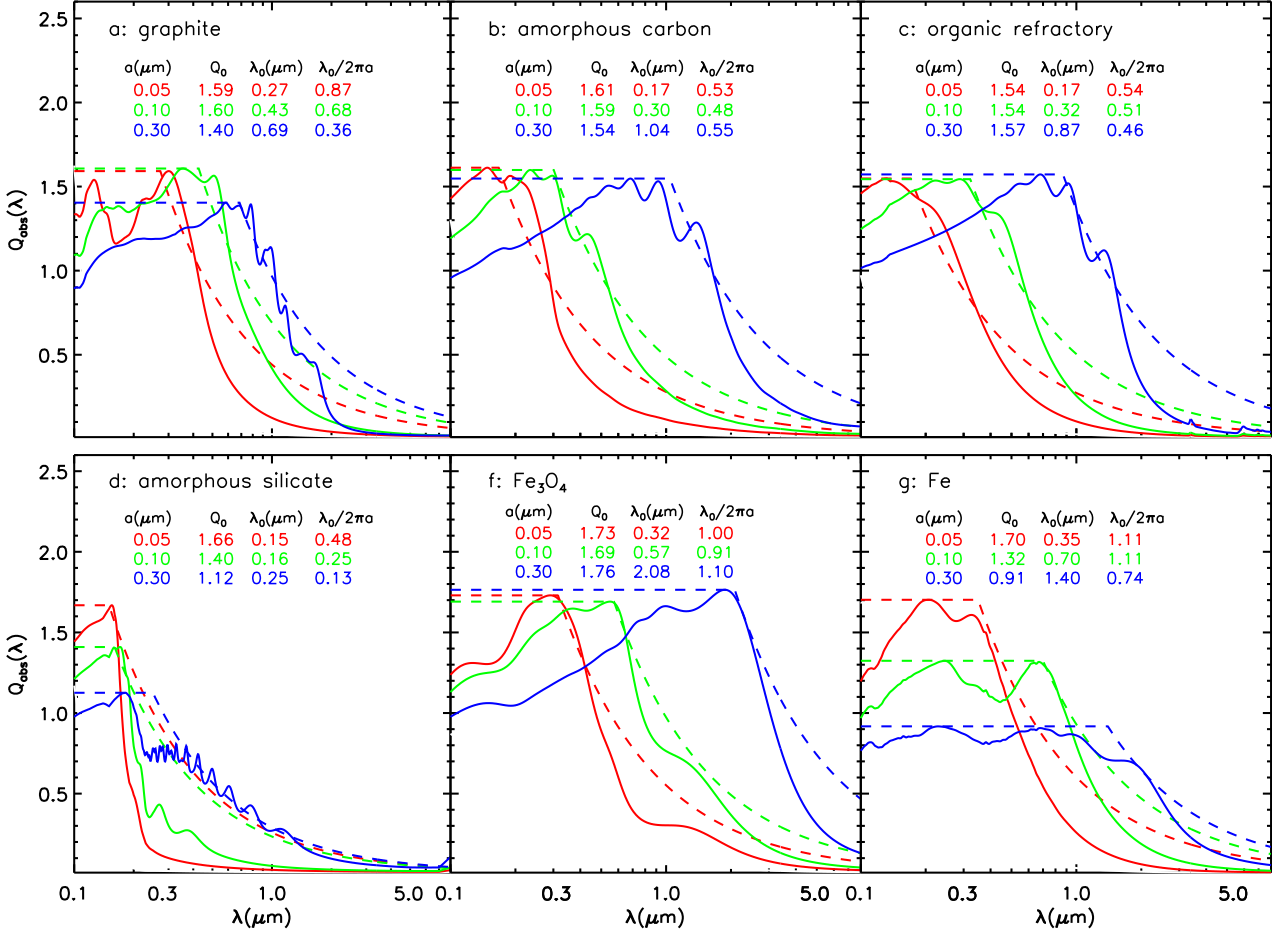 a: graphite
a(μm) Q₀ λ₀(μm) λ₀/2πa
0.05 1.59 0.27 0.87
0.10 1.60 0.43 0.68
0.30 1.40 0.69 0.36
b: amorphous carbon
a(μm) Q₀ λ₀(μm) λ₀/2πa
0.05 1.61 0.17 0.53
0.10 1.59 0.30 0.48
0.30 1.54 1.04 0.55
c: organic refractory
a(μm) Q₀ λ₀(μm) λ₀/2πa
0.05 1.54 0.17 0.54
0.10 1.54 0.32 0.51
0.30 1.57 0.87 0.46
2.5
2.0
1.5
1.0
0.5
Qabs(λ)
d: amorphous silicate
a(μm) Q₀ λ₀(μm) λ₀/2πa
0.05 1.66 0.15 0.48
0.10 1.40 0.16 0.25
0.30 1.12 0.25 0.13
f: Fe₃O₄
a(μm) Q₀ λ₀(μm) λ₀/2πa
0.05 1.73 0.32 1.00
0.10 1.69 0.57 0.91
0.30 1.76 2.08 1.10
g: Fe
a(μm) Q₀ λ₀(μm) λ₀/2πa
0.05 1.70 0.35 1.11
0.10 1.32 0.70 1.11
0.30 0.91 1.40 0.74
2.5
2.0
1.5
1.0
0.5
Qabs(λ)
0.1 0.3 1.0 5.0 0.1 0.3 1.0 5.0 0.1 0.3 1.0 5.0
λ(μm) λ(μm) λ(μm)